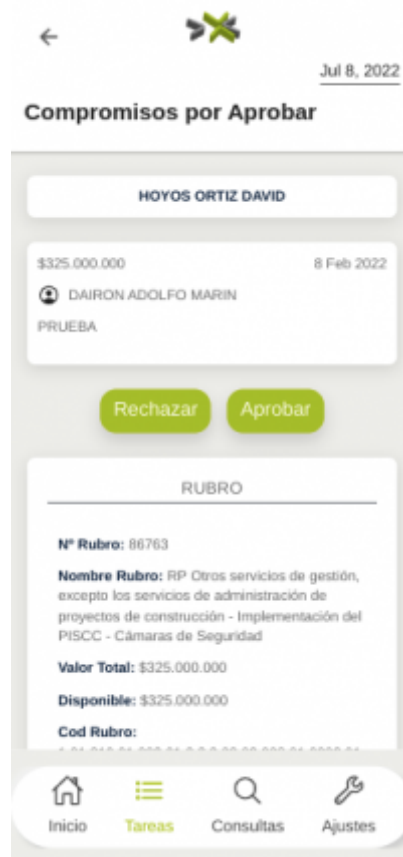 Jul 8, 2022
Compromisos por Aprobar
HOYOS ORTIZ DAVID
$325.000.000 8 Feb 2022
DAIRON ADOLFO MARIN
PRUEBA
Rechazar Aprobar
RUBRO
Nº Rubro: 86763
Nombre Rubro: RP Otros servicios de gestión,
excepto los servicios de administración de
proyectos de construcción - Implementación del
PISCC - Cámaras de Seguridad
Valor Total: $325.000.000
Disponible: $325.000.000
Cod Rubro:
Inicio Tareas Consultas Ajustes